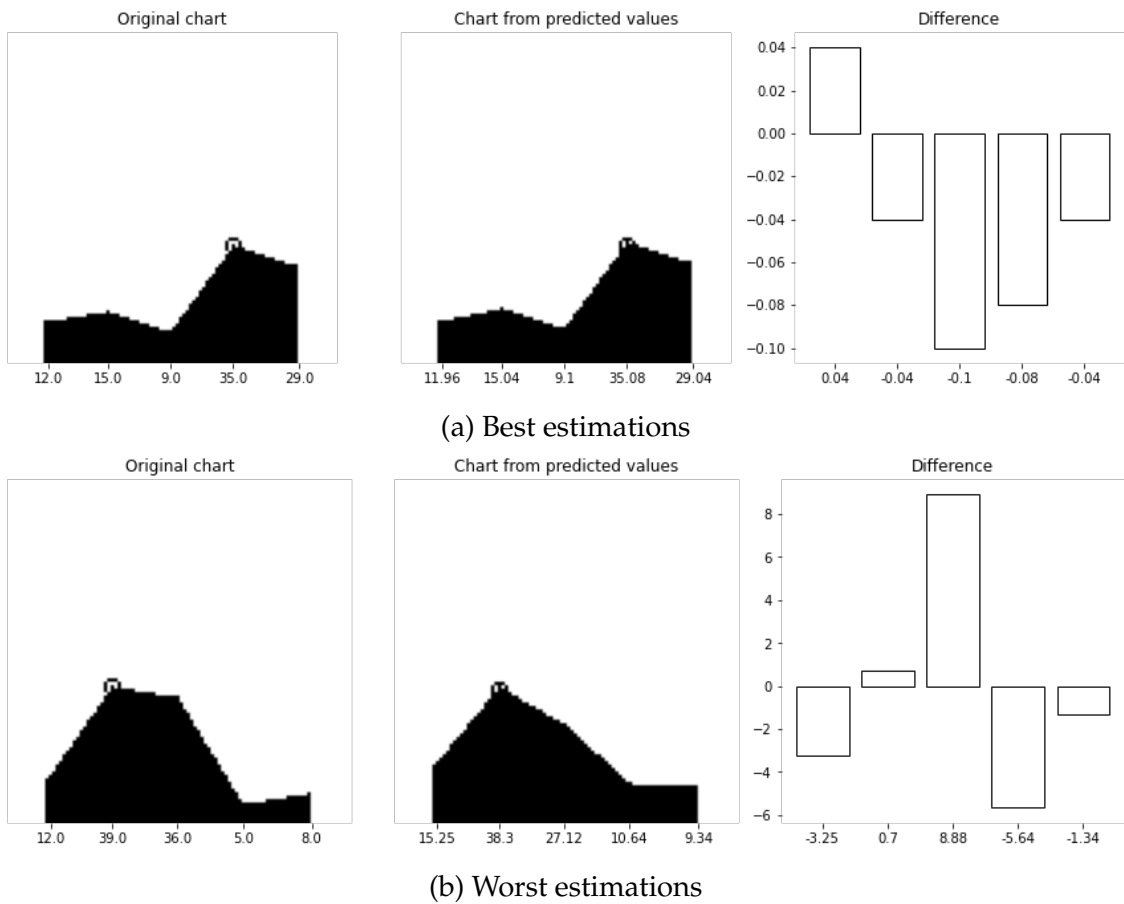 Original chart
Chart from predicted values
Difference
0.04
0.02
0.00
−0.02
−0.04
−0.06
−0.08
−0.10
12.0 15.0 9.0 35.0 29.0
11.96 15.04 9.1 35.08 29.04
0.04 -0.04 -0.1 -0.08 -0.04
(a) Best estimations
Original chart
Chart from predicted values
Difference
8
6
4
2
0
−2
−4
−6
12.0 39.0 36.0 5.0 8.0
15.25 38.3 27.12 10.64 9.34
-3.25 0.7 8.88 -5.64 -1.34
(b) Worst estimations